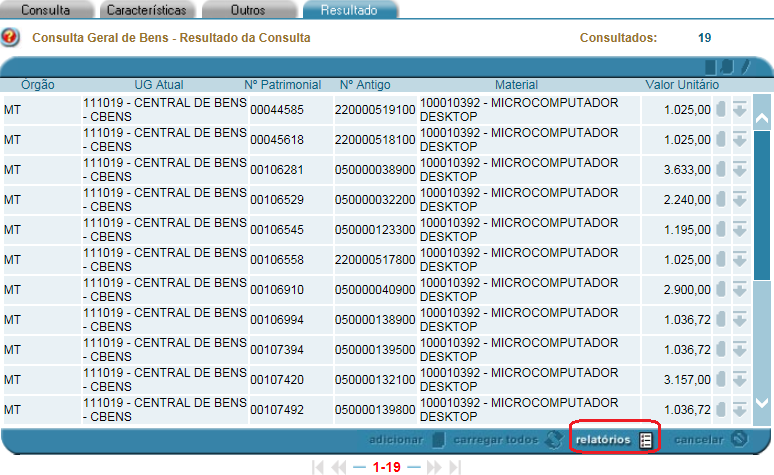 Consulta Características Outros Resultado
Consulta Geral de Bens - Resultado da Consulta Consultados: 19
Órgão UG Atual Nº Patrimonial Nº Antigo Material Valor Unitário
MT 111019 - CENTRAL DE BENS - CBENS 00044585 220000519100 100010392 - MICROCOMPUTADOR DESKTOP 1.025,00
MT 111019 - CENTRAL DE BENS - CBENS 00045618 220000518100 100010392 - MICROCOMPUTADOR DESKTOP 1.025,00
MT 111019 - CENTRAL DE BENS - CBENS 00106281 050000038900 100010392 - MICROCOMPUTADOR DESKTOP 3.633,00
MT 111019 - CENTRAL DE BENS - CBENS 00106529 050000032200 100010392 - MICROCOMPUTADOR DESKTOP 2.240,00
MT 111019 - CENTRAL DE BENS - CBENS 00106545 050000123300 100010392 - MICROCOMPUTADOR DESKTOP 1.195,00
MT 111019 - CENTRAL DE BENS - CBENS 00106558 220000517800 100010392 - MICROCOMPUTADOR DESKTOP 1.025,00
MT 111019 - CENTRAL DE BENS - CBENS 00106910 050000040900 100010392 - MICROCOMPUTADOR DESKTOP 2.900,00
MT 111019 - CENTRAL DE BENS - CBENS 00106994 050000138900 100010392 - MICROCOMPUTADOR DESKTOP 1.036,72
MT 111019 - CENTRAL DE BENS - CBENS 00107394 050000139500 100010392 - MICROCOMPUTADOR DESKTOP 1.036,72
MT 111019 - CENTRAL DE BENS - CBENS 00107420 050000132100 100010392 - MICROCOMPUTADOR DESKTOP 3.157,00
MT 111019 - CENTRAL DE BENS - CBENS 00107492 050000139800 100010392 - MICROCOMPUTADOR DESKTOP 1.036,72
adicionar carregar todos relatórios cancelar
1-19